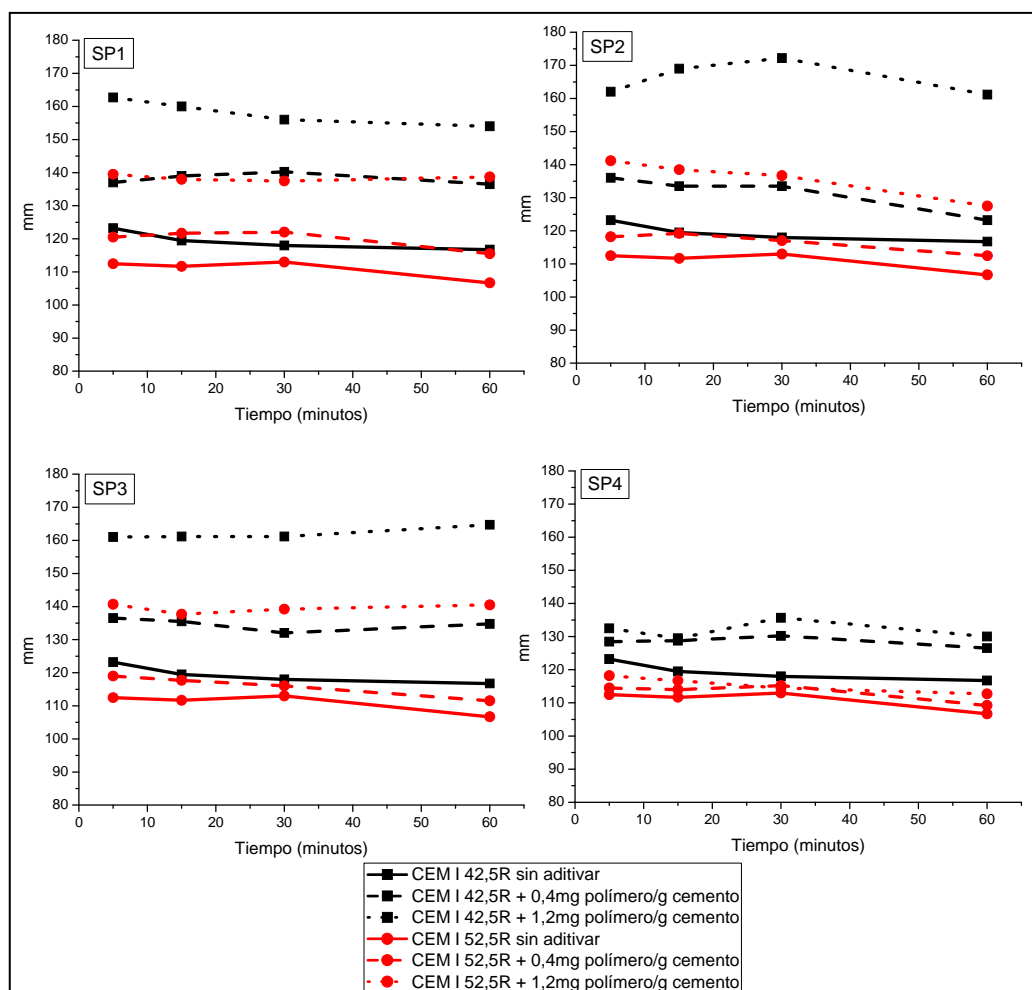 SP1
180
170
160
150
140
130
120
110
100
90
80
mm
0 10 20 30 40 50 60
Tiempo (minutos)
SP2
180
170
160
150
140
130
120
110
100
90
80
mm
0 10 20 30 40 50 60
Tiempo (minutos)
SP3
180
170
160
150
140
130
120
110
100
90
80
mm
0 10 20 30 40 50 60
Tiempo (minutos)
SP4
180
170
160
150
140
130
120
110
100
90
80
mm
0 10 20 30 40 50 60
Tiempo (minutos)
CEM I 42,5R sin aditivar
CEM I 42,5R + 0,4mg polímero/g cemento
CEM I 42,5R + 1,2mg polímero/g cemento
CEM I 52,5R sin aditivar
CEM I 52,5R + 0,4mg polímero/g cemento
CEM I 52,5R + 1,2mg polímero/g cemento